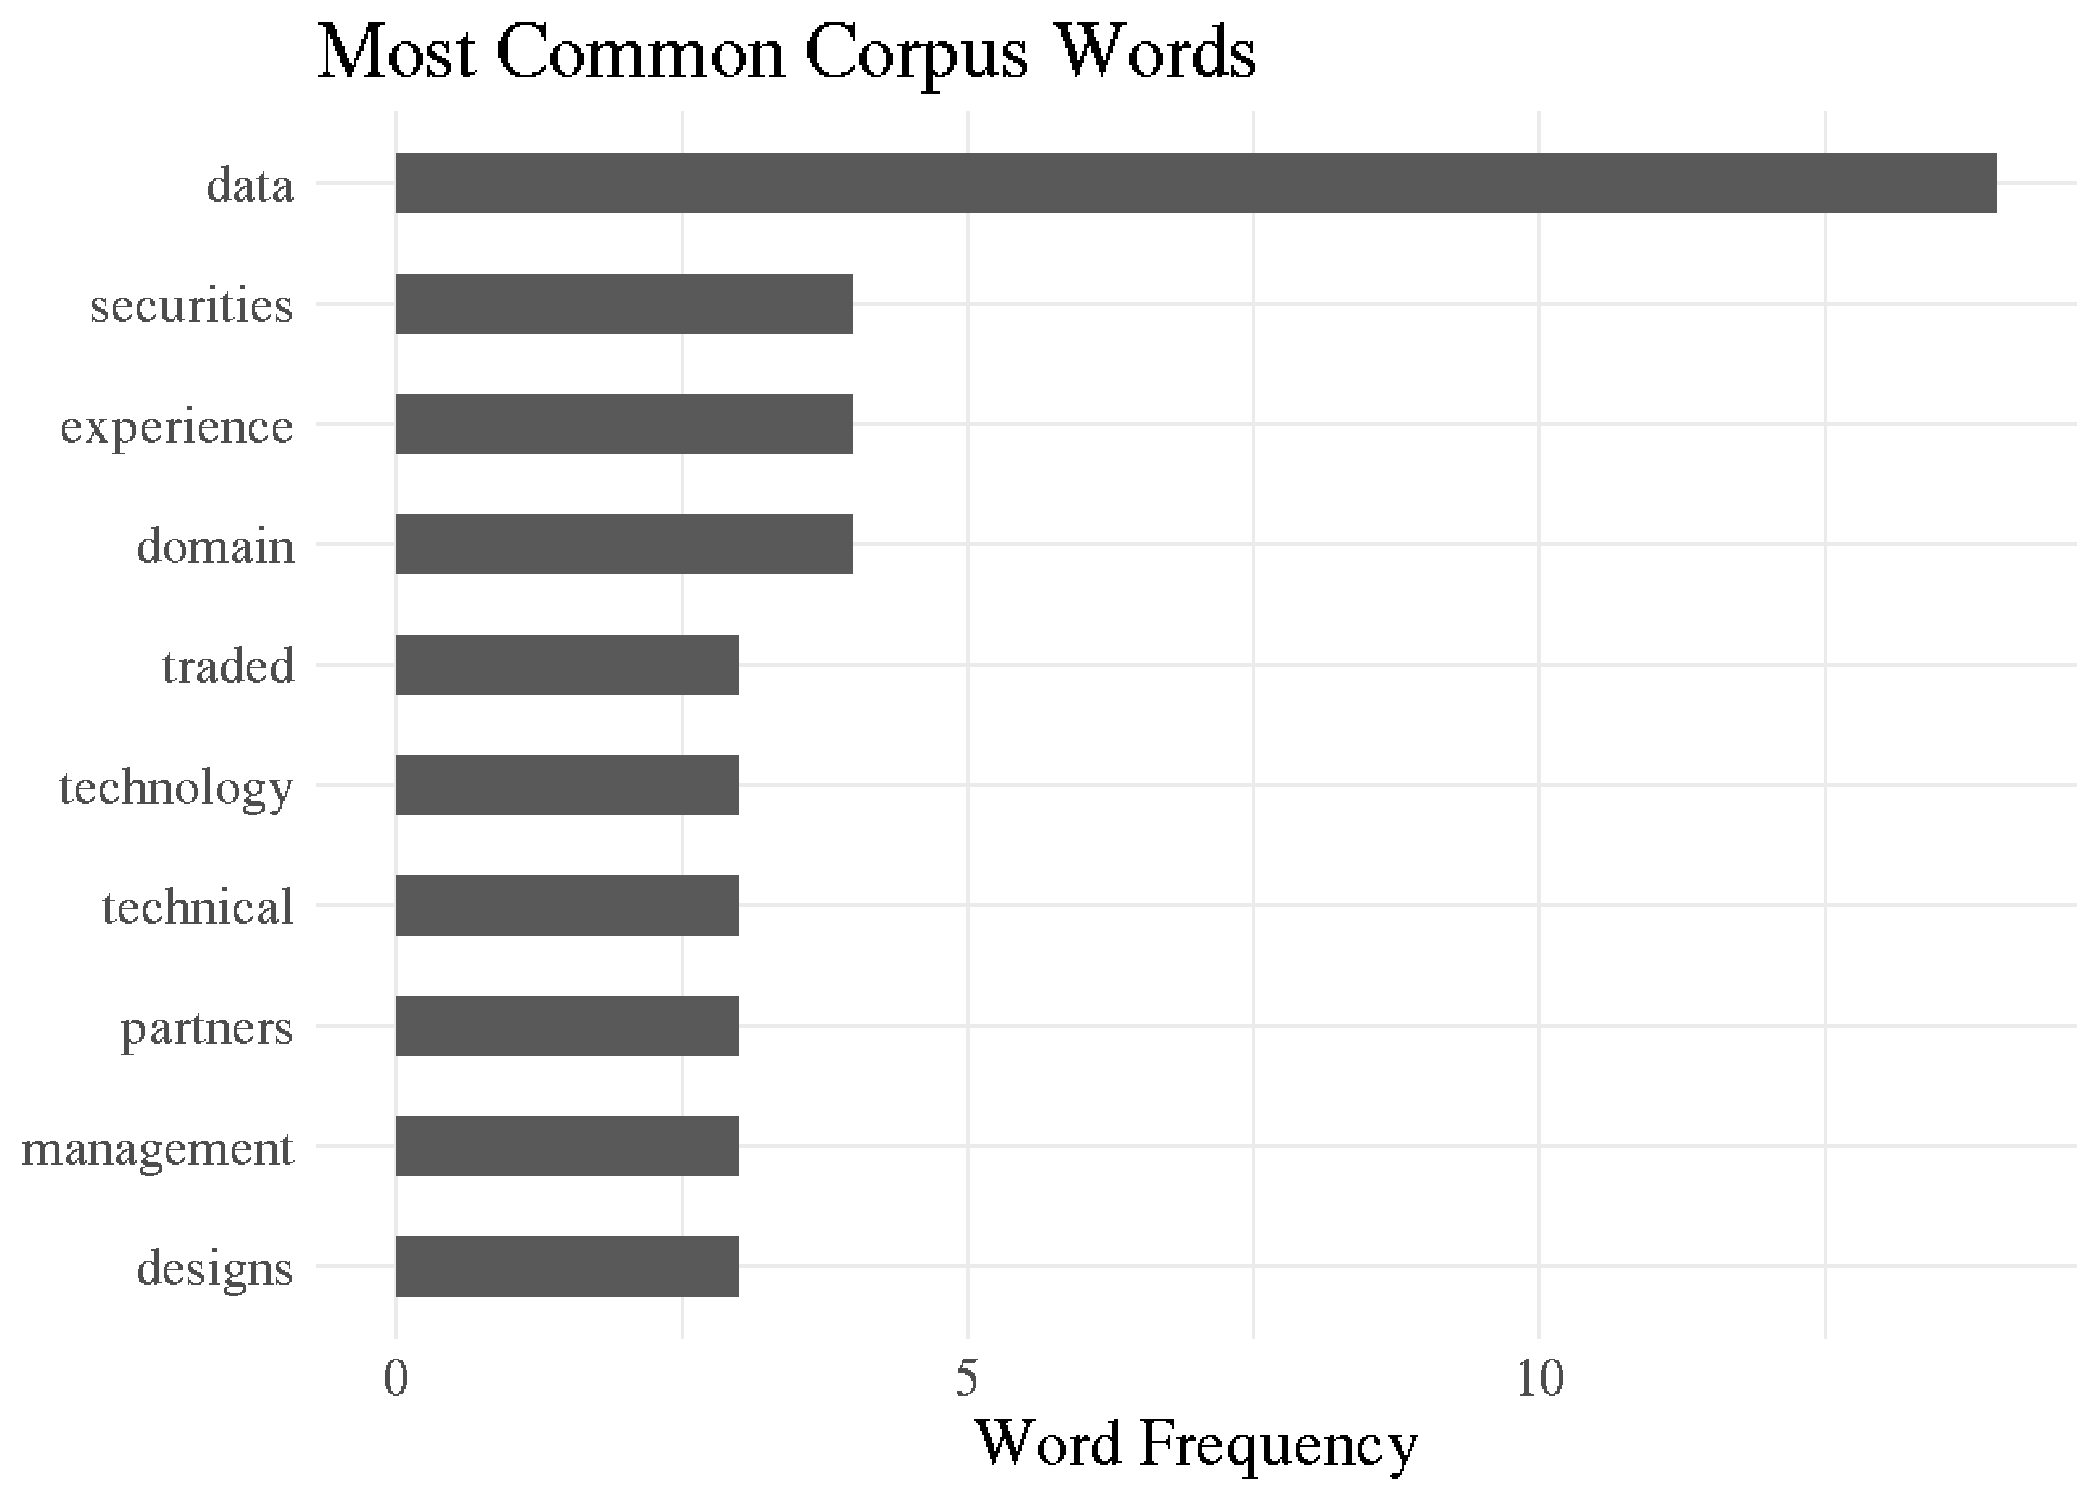 Most Common Corpus Words
data
securities
experience
domain
traded
technology
technical
partners
management
designs
0 5 10
Word Frequency